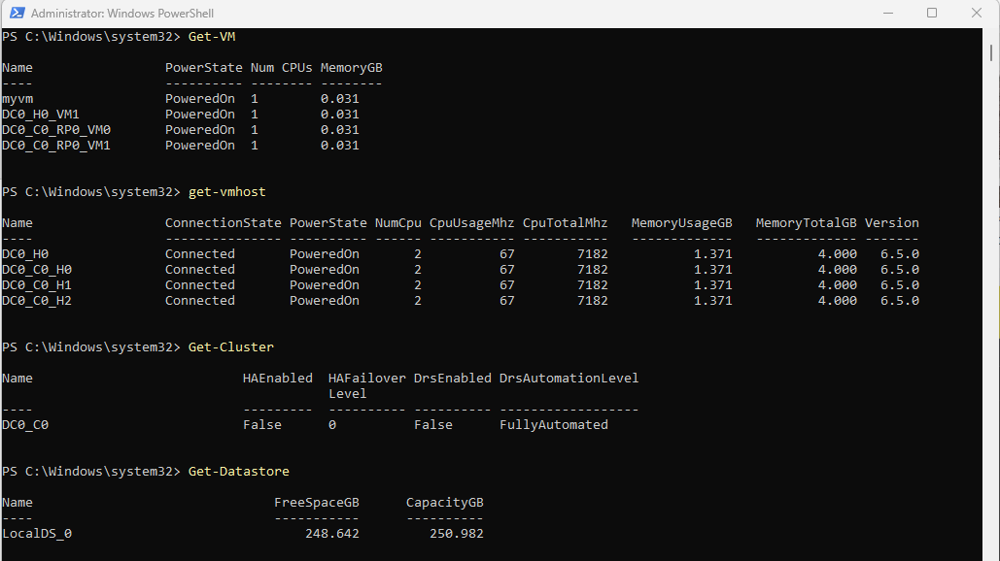 Administrator: Windows PowerShell
PS C:\Windows\system32> Get-VM
Name                 PowerState Num CPUs MemoryGB
----                 ---------- -------- --------
myvm                 PoweredOn  1        0.031
DC0_H0_VM1           PoweredOn  1        0.031
DC0_C0_RP0_VM0       PoweredOn  1        0.031
DC0_C0_RP0_VM1       PoweredOn  1        0.031
PS C:\Windows\system32> get-vmhost
Name                 ConnectionState PowerState NumCpu CpuUsageMhz CpuTotalMhz   MemoryUsageGB   MemoryTotalGB Version
----                 --------------- ---------- ------ ----------- -----------   -------------   ------------- -------
DC0_H0               Connected       PoweredOn       2          67        7182           1.371           4.000   6.5.0
DC0_C0_H0            Connected       PoweredOn       2          67        7182           1.371           4.000   6.5.0
DC0_C0_H1            Connected       PoweredOn       2          67        7182           1.371           4.000   6.5.0
DC0_C0_H2            Connected       PoweredOn       2          67        7182           1.371           4.000   6.5.0
PS C:\Windows\system32> Get-Cluster
Name                           HAEnabled  HAFailover DrsEnabled DrsAutomationLevel
                                          Level
----                           ---------  ---------- ---------- ------------------
DC0_C0                         False      0          False      FullyAutomated
PS C:\Windows\system32> Get-Datastore
Name                               FreeSpaceGB      CapacityGB
----                               -----------      ----------
LocalDS_0                              248.642         250.982